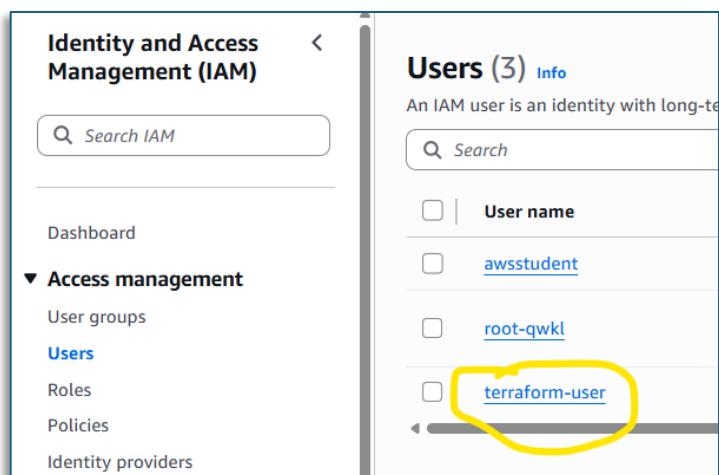 Identity and Access
Management (IAM)
Search IAM
Dashboard
Access management
User groups
Users
Roles
Policies
Identity providers
Users (3) Info
An IAM user is an identity with long-te
Search
User name
awsstudent
root-qwkl
terraform-user